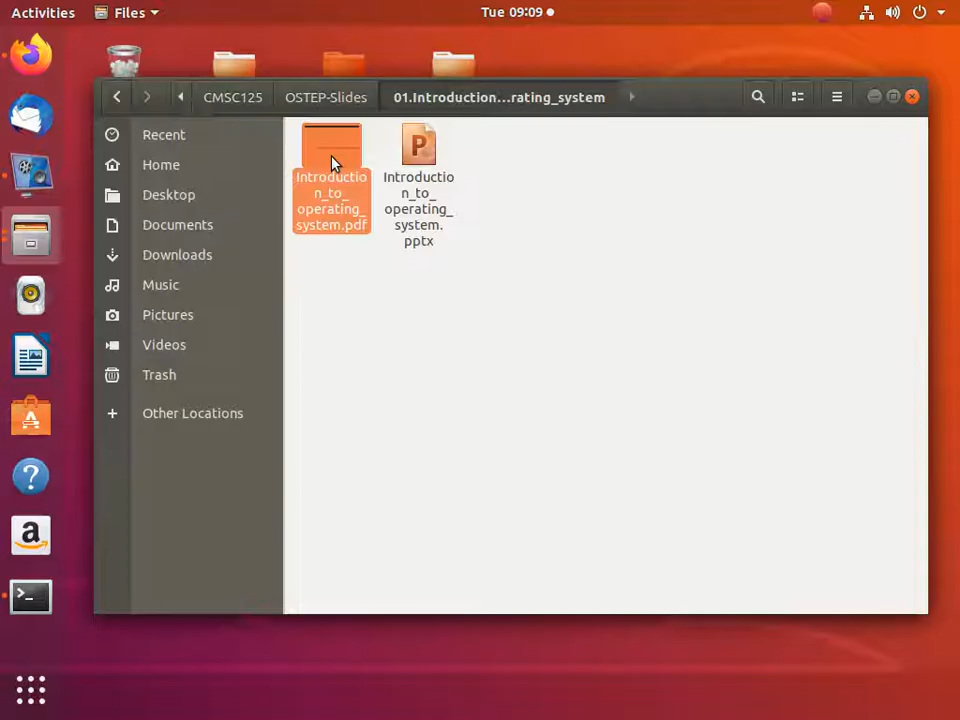 Activities
Files
Tue 09:09
CMSC125
OSTEP-Slides
01.Introduction...rating_system
Recent
Home
Desktop
Documents
Downloads
Music
Pictures
Videos
Trash
Other Locations
Introductio
n_to_
operating_
system.pdf
P
Introductio
n_to_
operating_
system.
pptx